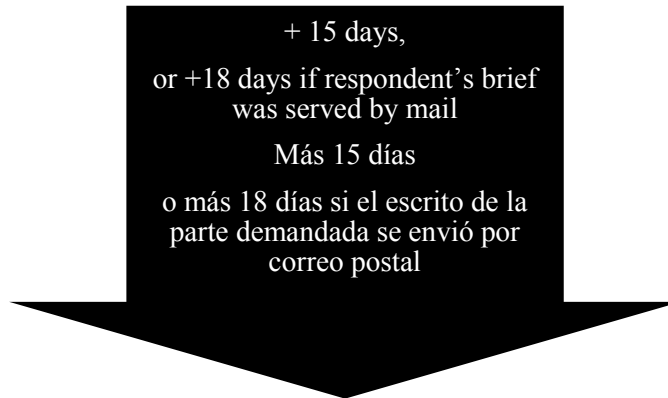 + 15 days,
or +18 days if respondent’s brief
was served by mail
Más 15 días
o más 18 días si el escrito de la
parte demandada se envió por
correo postal